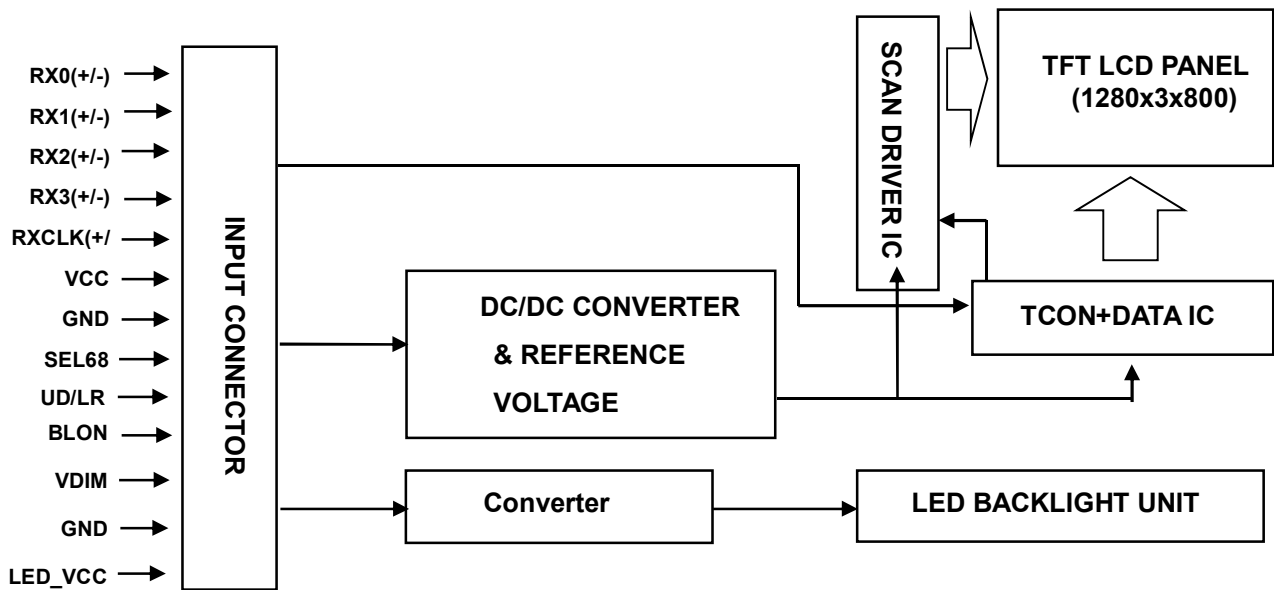 RX0(+/-)
RX1(+/-)
RX2(+/-)
RX3(+/-)
RXCLK(+/
VCC
GND
SEL68
UD/LR
BLON
VDIM
GND
LED_VCC
INPUT CONNECTOR
DC/DC CONVERTER
& REFERENCE
VOLTAGE
Converter
SCAN DRIVER IC
TFT LCD PANEL
(1280x3x800)
TCON+DATA IC
LED BACKLIGHT UNIT